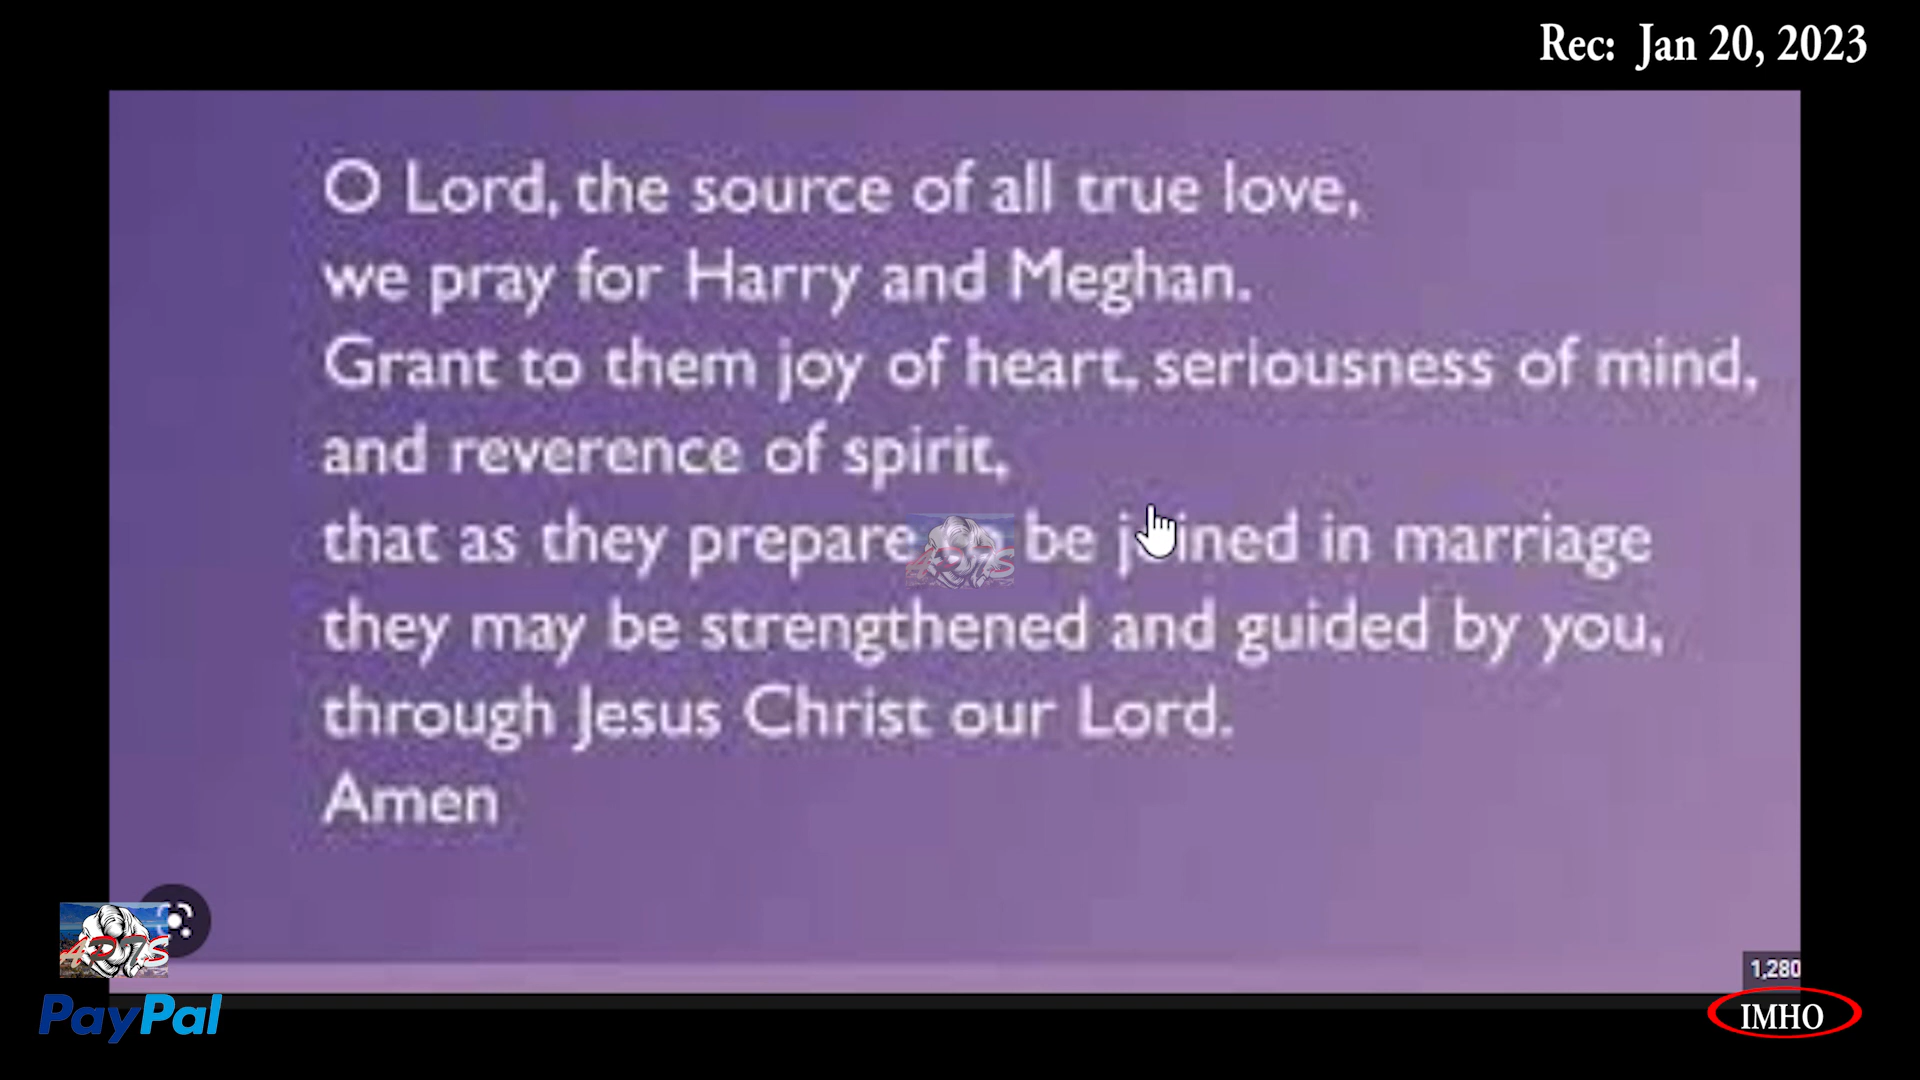 Rec: Jan 20, 2023
O Lord, the source of all true love,
we pray for Harry and Meghan.
Grant to them joy of heart, seriousness of mind,
and reverence of spirit,
that as they prepare be joined in marriage
they may be strengthened and guided by you,
through Jesus Christ our Lord.
Amen
1,280
PayPal
IMHO